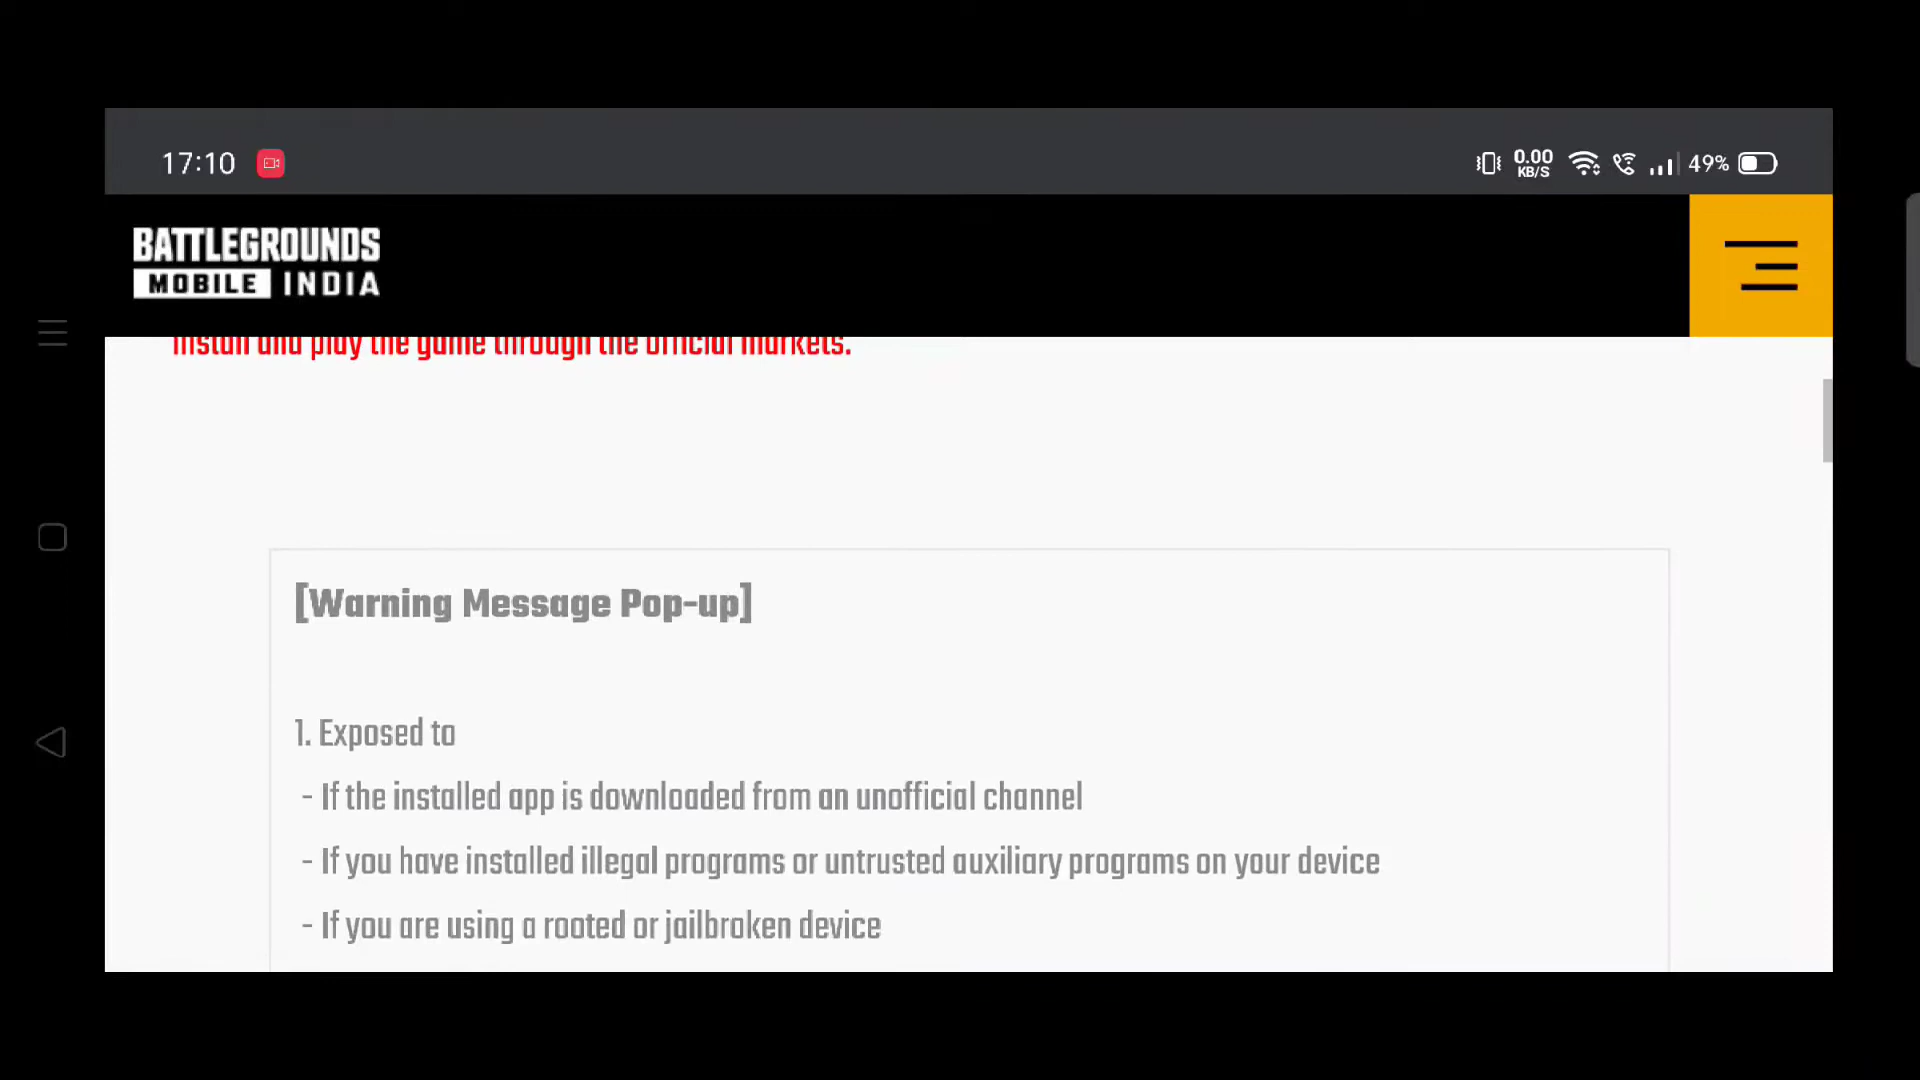 17:10
0.00
KB/S
49%
BATTLEGROUNDS
MOBILE INDIA
install and play the game through the official markets.
[Warning Message Pop-up]
1. Exposed to
- If the installed app is downloaded from an unofficial channel
- If you have installed illegal programs or untrusted auxiliary programs on your device
- If you are using a rooted or jailbroken device